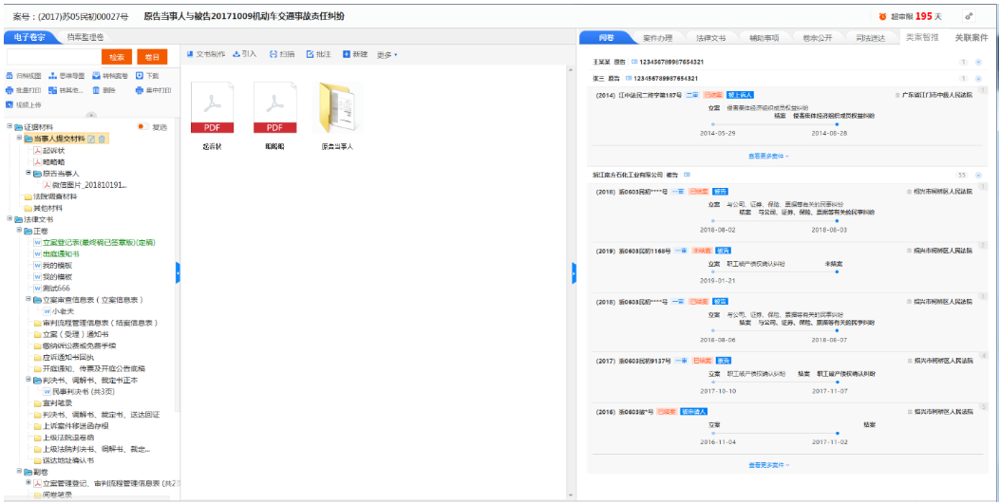 案号：(2017)苏05民初00027号 原告当事人与被告20171009机动车交通事故责任纠纷
超审限 195 天
电子卷宗 档案整理卷
检索 卷目
归档视图 思维导图 转档案卷 下载
批量打印 转其他... 删除 集中打印
视频上传
证据材料 复选
当事人提交材料
起诉状
略略略
原告当事人
微信图片_201810191...
法院调查材料
其他材料
法律文书
正卷
立案登记表(最终稿已签章版)(定稿)
出庭通知书
我的模板
我的模板
测试666
立案审查信息表（立案信息表）
小老夫
审判流程管理信息表（结案信息表）
立案（受理）通知书
缴纳诉讼费或免费手续
应诉通知书回执
开庭通知、传票及开庭公告底稿
判决书、调解书、裁定书正本
民事判决书 (共3页)
宣判笔录
判决书、调解书、裁定书、送达回证
上诉案件移送函存根
上级法院退卷函
上级法院判决书、调解书、裁定...
送达地址确认书
副卷
立案管理登记、审判流程管理信息表 (共2
阅卷笔录
文书制作 引入 扫描 批注 新建 更多
PDF PDF
起诉状 略略略 原告当事人
问卷 案件办理 法律文书 辅助事项 卷宗公开 司法送达 类案智推 关联案件
王某某 原告 123456789987654321 1
张三 原告 123456789987654321 1
(2014) 江中法民二终字第187号 二审 已结案 被上诉人 广东省江门市中级人民法院 1
立案 侵害集体经济组织成员权益纠纷
结案 侵害集体经济组织成员权益纠纷
2014-05-29 2014-08-28
查看更多案件
浙江南方石化工业有限公司 被告 55
(2018) 浙0603民初****号 一审 已结案 被告 绍兴市柯桥区人民法院 1
立案 与公司、证券、保险、票据等有关的民事纠纷
结案 与公司、证券、保险、票据等有关的民事纠纷
2018-08-02 2018-08-03
(2019) 浙0603民初1168号 一审 未结案 被告 绍兴市柯桥区人民法院 2
立案 职工破产债权确认纠纷 未结案
2019-01-21
(2018) 浙0603民初****号 一审 已结案 被告 绍兴市柯桥区人民法院 3
立案 与公司、证券、保险、票据等有关的民事纠纷
结案 与公司、证券、保险、票据等有关的民事纠纷
2018-08-06 2018-08-07
(2017) 浙0603民初9137号 一审 已结案 被告 绍兴市柯桥区人民法院 4
立案 职工破产债权确认纠纷 结案 职工破产债权确认纠纷
2017-10-10 2017-11-07
(2016) 浙0603破*号 已结案 被申请人 绍兴市柯桥区人民法院 5
立案 结案
2016-11-04 2017-11-02
查看更多案件